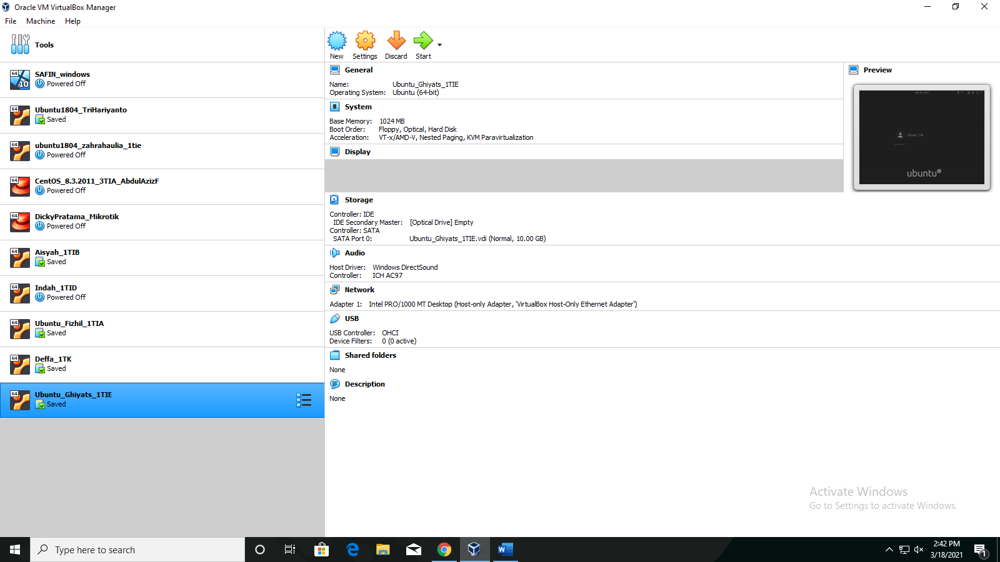 Oracle VM VirtualBox Manager
File Machine Help
Tools
New Settings Discard Start
64
10
SAFIN_windows
Powered Off
64
Ubuntu1804_TriHariyanto
Saved
64
ubuntu1804_zahrahaulia_1tie
Powered Off
64
CentOS_8.3.2011_3TIA_AbdulAzizF
Powered Off
64
DickyPratama_Mikrotik
Powered Off
64
Aisyah_1TIB
Saved
64
Indah_1TID
Powered Off
64
Ubuntu_Fizhil_1TIA
Saved
64
Deffa_1TK
Saved
64
Ubuntu_Ghiyats_1TIE
Saved
General
Name: Ubuntu_Ghiyats_1TIE
Operating System: Ubuntu (64-bit)
System
Base Memory: 1024 MB
Boot Order: Floppy, Optical, Hard Disk
Acceleration: VT-x/AMD-V, Nested Paging, KVM Paravirtualization
Display
Storage
Controller: IDE
IDE Secondary Master: [Optical Drive] Empty
Controller: SATA
SATA Port 0: Ubuntu_Ghiyats_1TIE.vdi (Normal, 10.00 GB)
Audio
Host Driver: Windows DirectSound
Controller: ICH AC97
Network
Adapter 1: Intel PRO/1000 MT Desktop (Host-only Adapter, 'VirtualBox Host-Only Ethernet Adapter')
USB
USB Controller: OHCI
Device Filters: 0 (0 active)
Shared folders
None
Description
None
Preview
Ghiyats_1TIE
ubuntu
Activate Windows
Go to Settings to activate Windows.
Type here to search
W
2:42 PM
3/18/2021
1